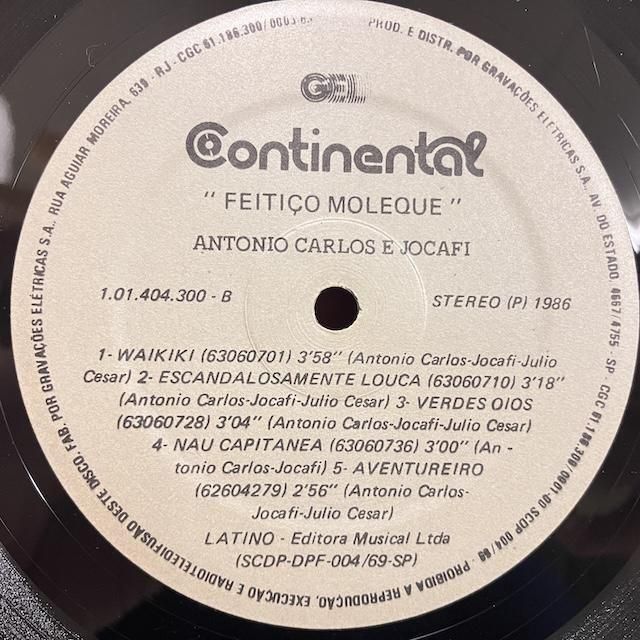 Continental
" FEITIÇO MOLEQUE "
ANTONIO CARLOS E JOCAFI
1.01.404.300 - B
STEREO (P) 1986
1- WAIKIKI (63060701) 3'58" (Antonio Carlos-Jocafi-Julio
Cesar) 2- ESCANDALOSAMENTE LOUCA (63060710) 3'18"
(Antonio Carlos-Jocafi-Julio Cesar) 3- VERDES OIOS
(63060728) 3'04" (Antonio Carlos-Jocafi-Julio Cesar)
4- NAU CAPITANEA (63060736) 3'00" (An -
tonio Carlos-Jocafi) 5- AVENTUREIRO
(62604279) 2'56" (Antonio Carlos-
Jocafi-Julio Cesar)
LATINO - Editora Musical Ltda
(SCDP-DPF-004/69-SP)
FAB. POR GRAVAÇÕES ELÉTRICAS S.A., RUA AGUIAR MOREIRA, 639 - RJ - CGC 61.186.300/0003-
PROD. E DISTR. POR GRAVAÇÕES ELÉTRICAS S.A., AV. DO ESTADO, 4667/4755 SP CGC 61.186.300/0001-90 SCDP 004/ - PROIBIDA A REPRODUÇÃO, EXECUÇÃO E RADIOTELEDIFUSÃO DESTE DISCO.